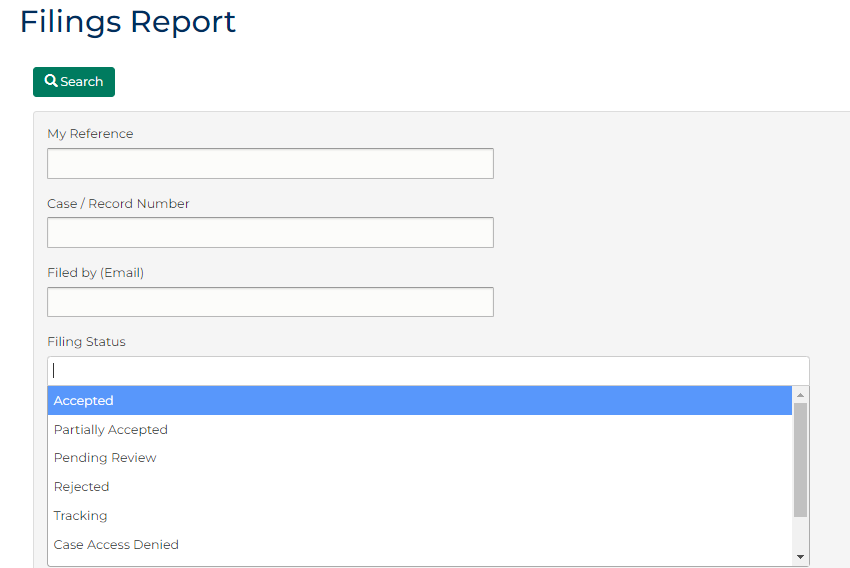 Filings Report
Search
My Reference
Case / Record Number
Filed by (Email)
Filing Status
Accepted
Partially Accepted
Pending Review
Rejected
Tracking
Case Access Denied